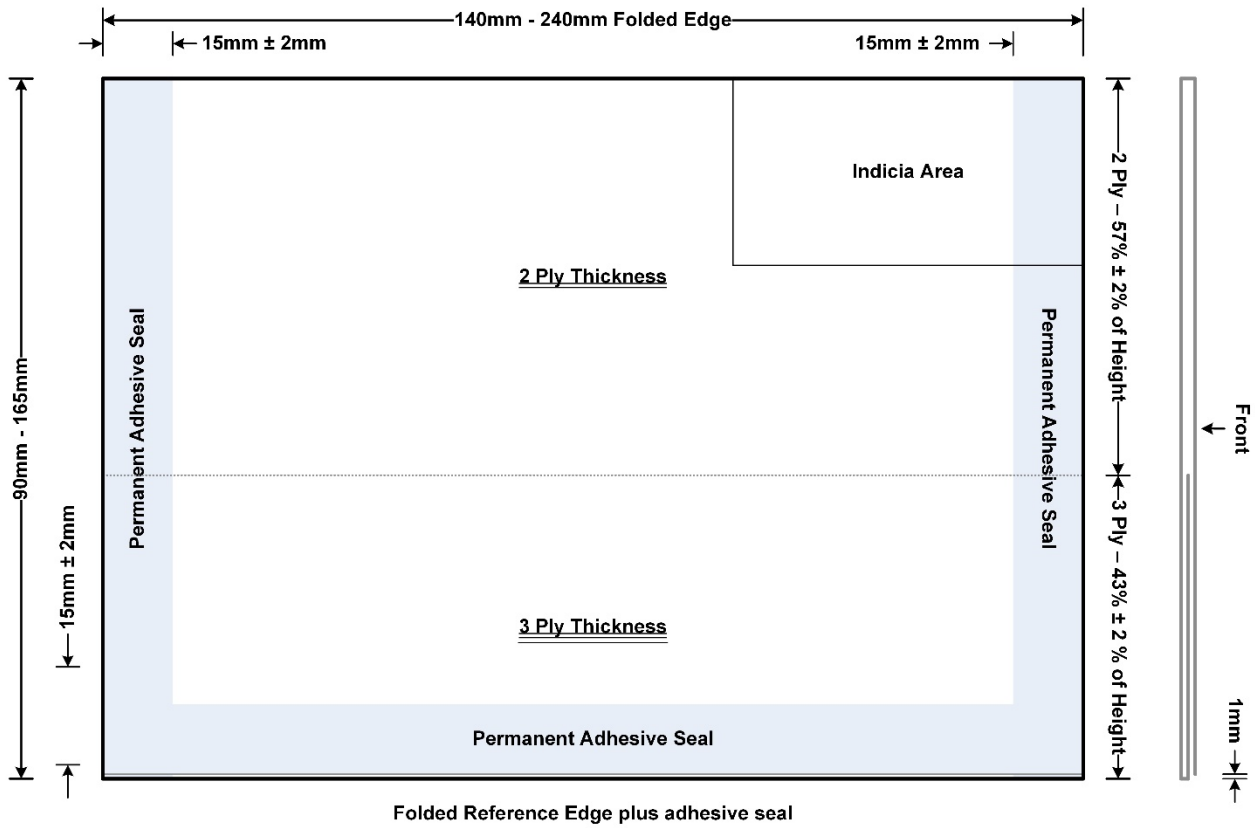 140mm - 240mm Folded Edge
15mm ± 2mm
15mm ± 2mm
Indicia Area
2 Ply – 57% ± 2% of Height
2 Ply Thickness
Permanent Adhesive Seal
Permanent Adhesive Seal
90mm - 165mm
Front
15mm ± 2mm
3 Ply – 43% ± 2 % of Height
3 Ply Thickness
1mm
Permanent Adhesive Seal
Folded Reference Edge plus adhesive seal